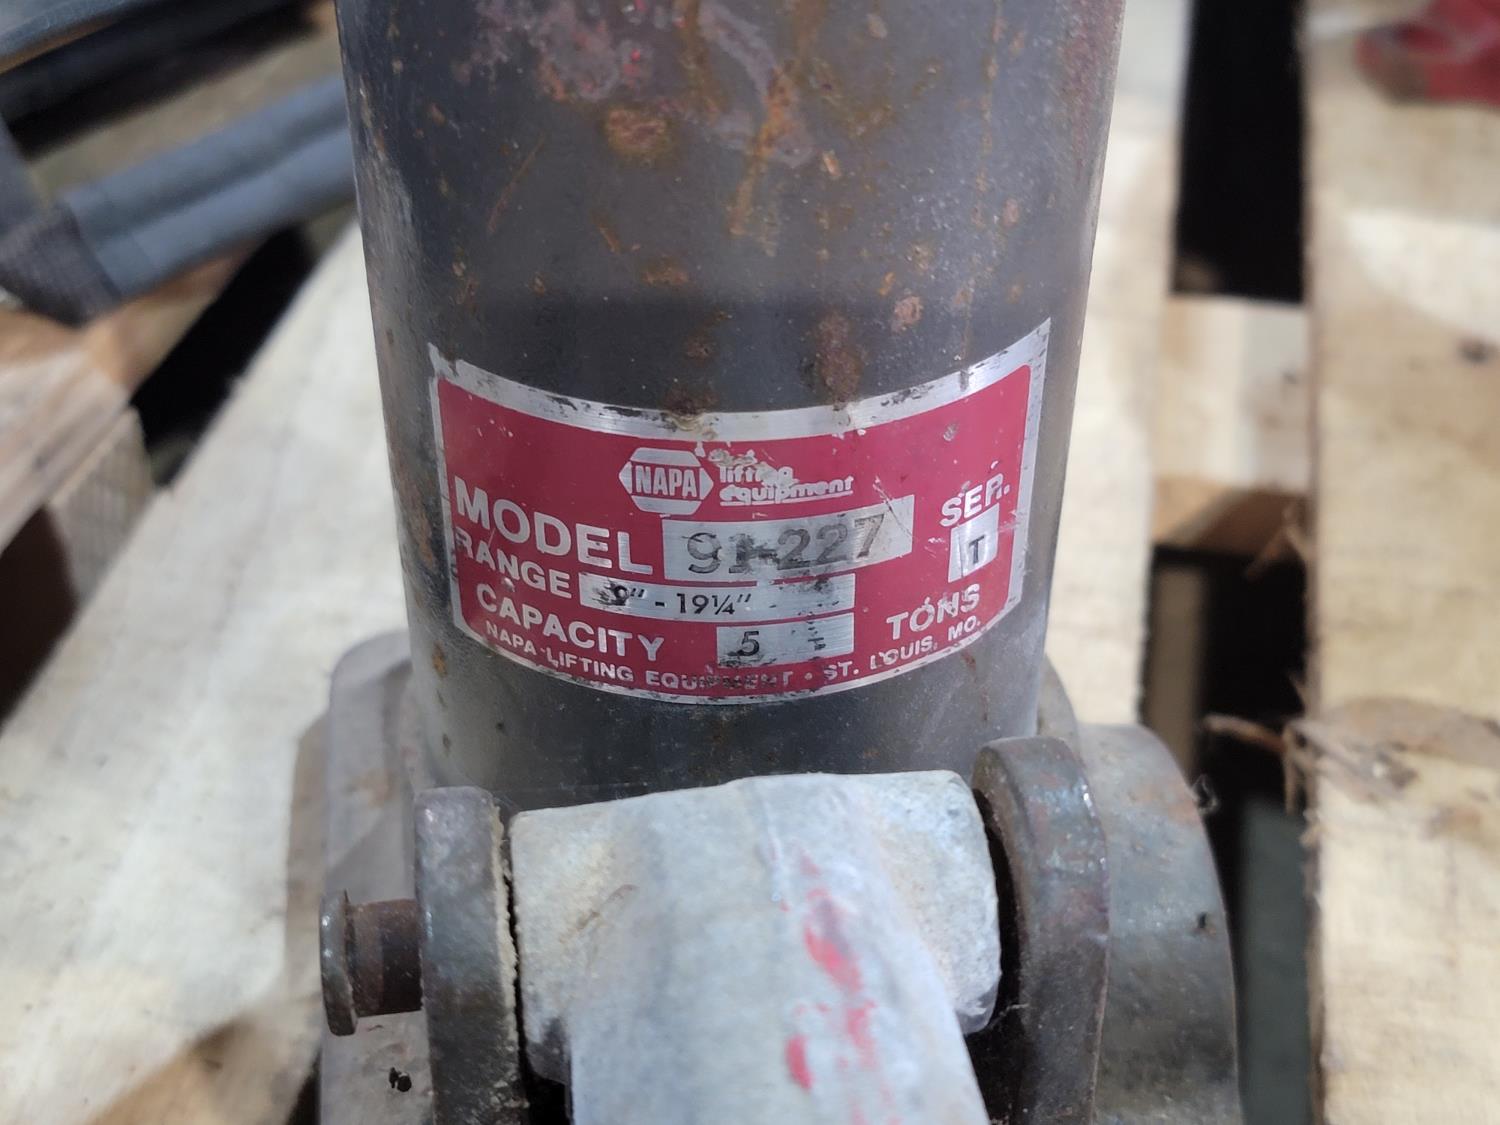 NAPA
lifting
equipment
MODEL 91-227 SER.
T
RANGE 9" - 19¼"
CAPACITY 5 TONS
NAPA LIFTING EQUIPMENT • ST. LOUIS, MO.